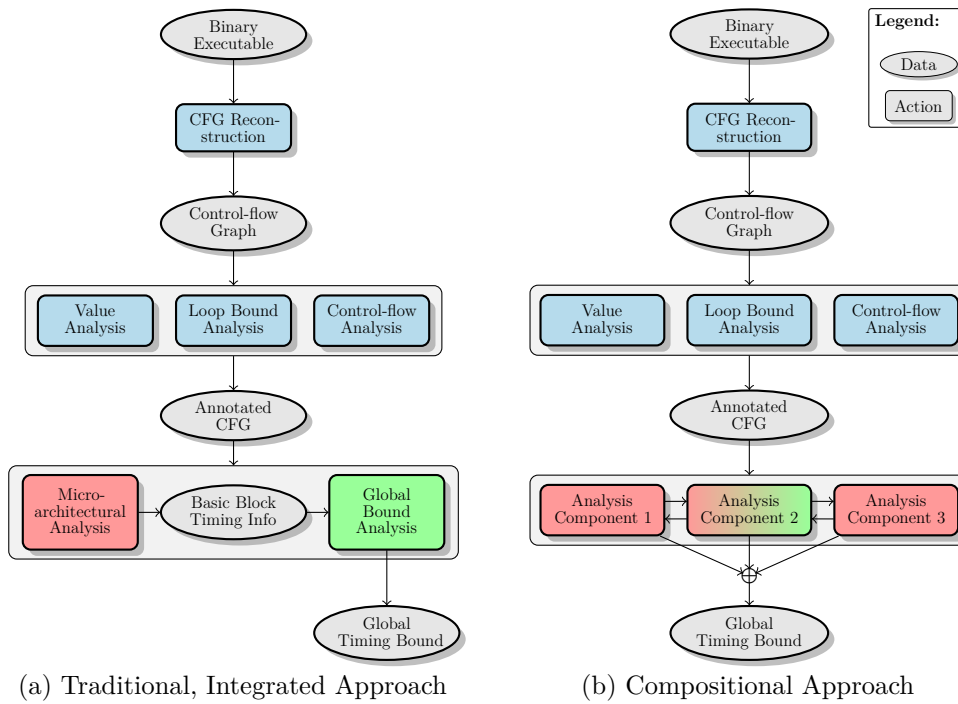 Binary
Executable
CFG Recon-
struction
Control-flow
Graph
Value
Analysis
Loop Bound
Analysis
Control-flow
Analysis
Annotated
CFG
Micro-
architectural
Analysis
Basic Block
Timing Info
Global
Bound
Analysis
Global
Timing Bound
(a) Traditional, Integrated Approach
Binary
Executable
CFG Recon-
struction
Control-flow
Graph
Value
Analysis
Loop Bound
Analysis
Control-flow
Analysis
Annotated
CFG
Analysis
Component 1
Analysis
Component 2
Analysis
Component 3
Global
Timing Bound
(b) Compositional Approach
Legend:
Data
Action